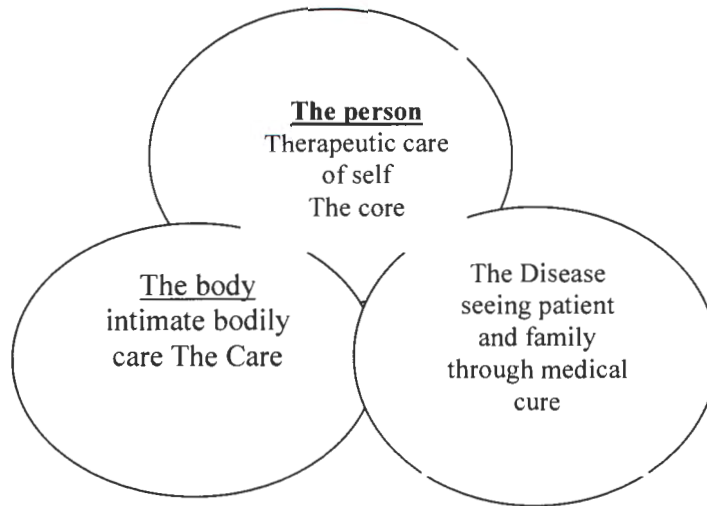 The person
Therapeutic care
of self
The core
The body
intimate bodily
care The Care
The Disease
seeing patient
and family
through medical
cure